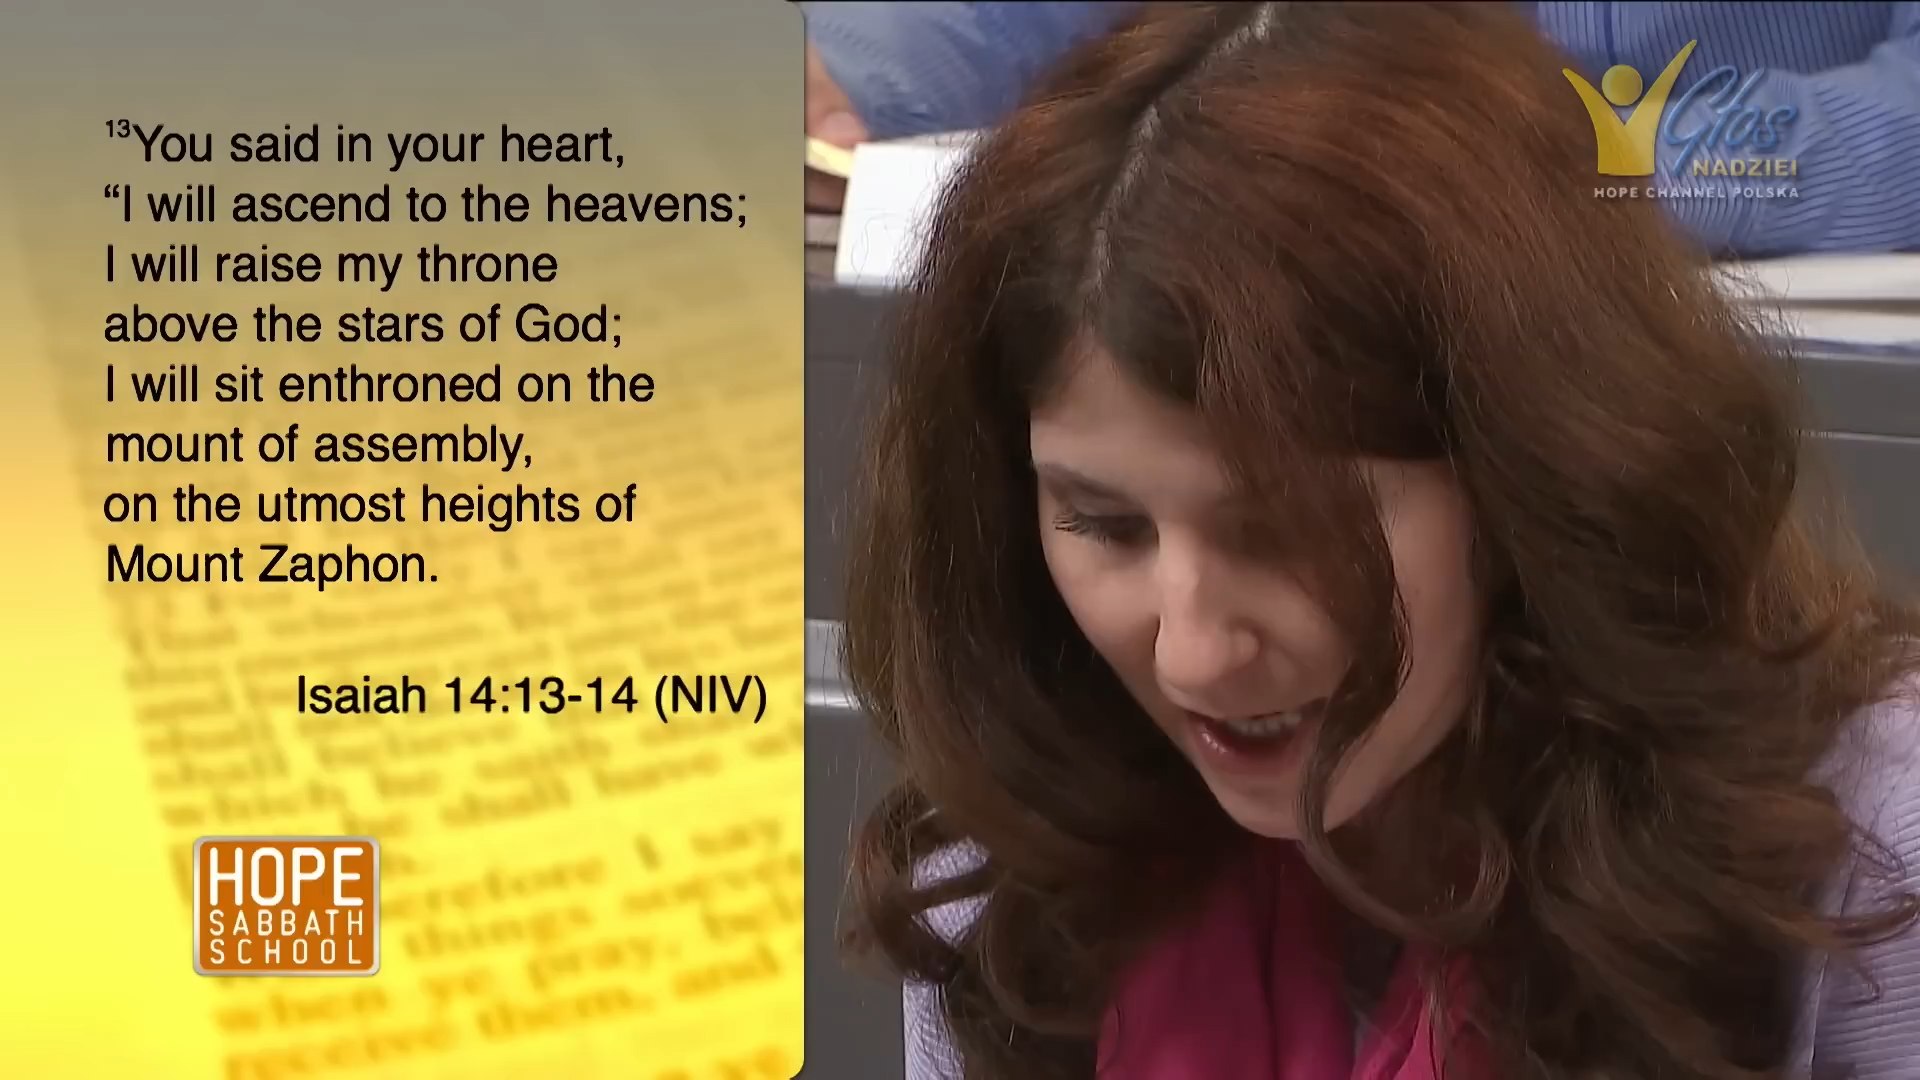 ¹³You said in your heart,
“I will ascend to the heavens;
I will raise my throne
above the stars of God;
I will sit enthroned on the
mount of assembly,
on the utmost heights of
Mount Zaphon.
Isaiah 14:13-14 (NIV)
HOPE
SABBATH
SCHOOL
Głos
NADZIEI
HOPE CHANNEL POLSKA